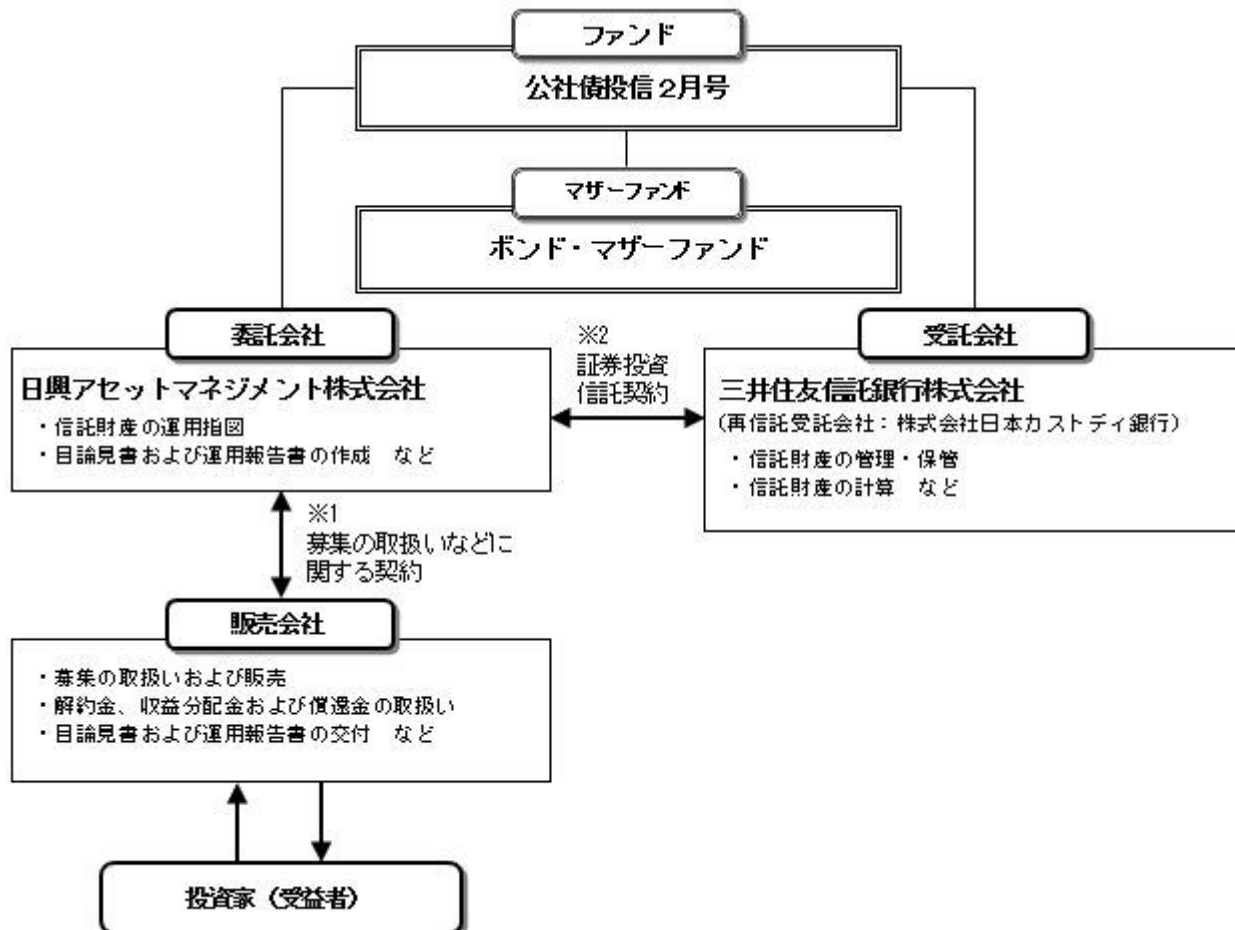 ファンド
公社債投信2月号
マザーファンド
ボンド・マザーファンド
委託会社
日興アセットマネジメント株式会社
・信託財産の運用指図
・目論見書および運用報告書の作成　など
※2
証券投資
信託契約
受託会社
三井住友信託銀行株式会社
(再信託受託会社：株式会社日本カストディ銀行)
・信託財産の管理・保管
・信託財産の計算　など
※1
募集の取扱いなどに
関する契約
販売会社
・募集の取扱いおよび販売
・解約金、収益分配金および償還金の取扱い
・目論見書および運用報告書の交付　など
投資家（受益者）